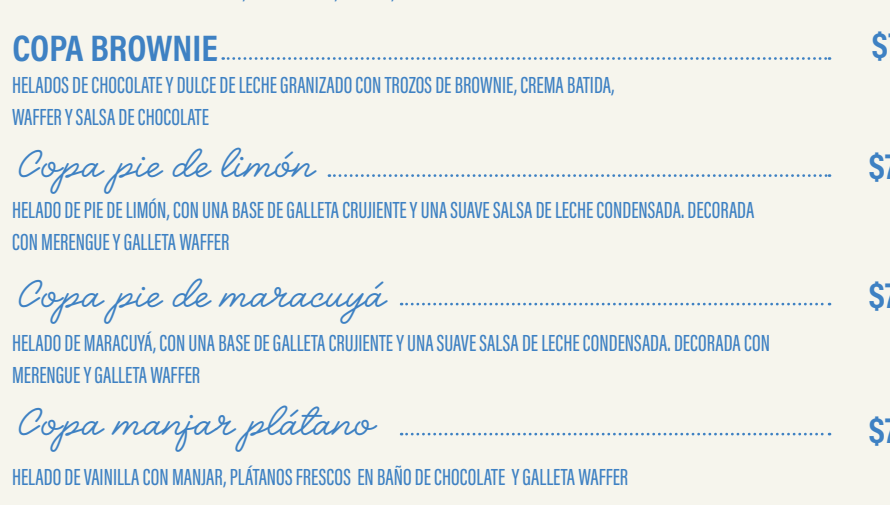 COPA BROWNIE
HELADOS DE CHOCOLATE Y DULCE DE LECHE GRANIZADO CON TROZOS DE BROWNIE, CREMA BATIDA,
WAFFER Y SALSA DE CHOCOLATE
Copa pie de limón $7
HELADO DE PIE DE LIMÓN, CON UNA BASE DE GALLETA CRUJIENTE Y UNA SUAVE SALSA DE LECHE CONDENSADA. DECORADA
CON MERENGUE Y GALLETA WAFFER
Copa pie de maracuyá $7
HELADO DE MARACUYÁ, CON UNA BASE DE GALLETA CRUJIENTE Y UNA SUAVE SALSA DE LECHE CONDENSADA. DECORADA CON
MERENGUE Y GALLETA WAFFER
Copa manjar plátano $7
HELADO DE VAINILLA CON MANJAR, PLÁTANOS FRESCOS EN BAÑO DE CHOCOLATE Y GALLETA WAFFER